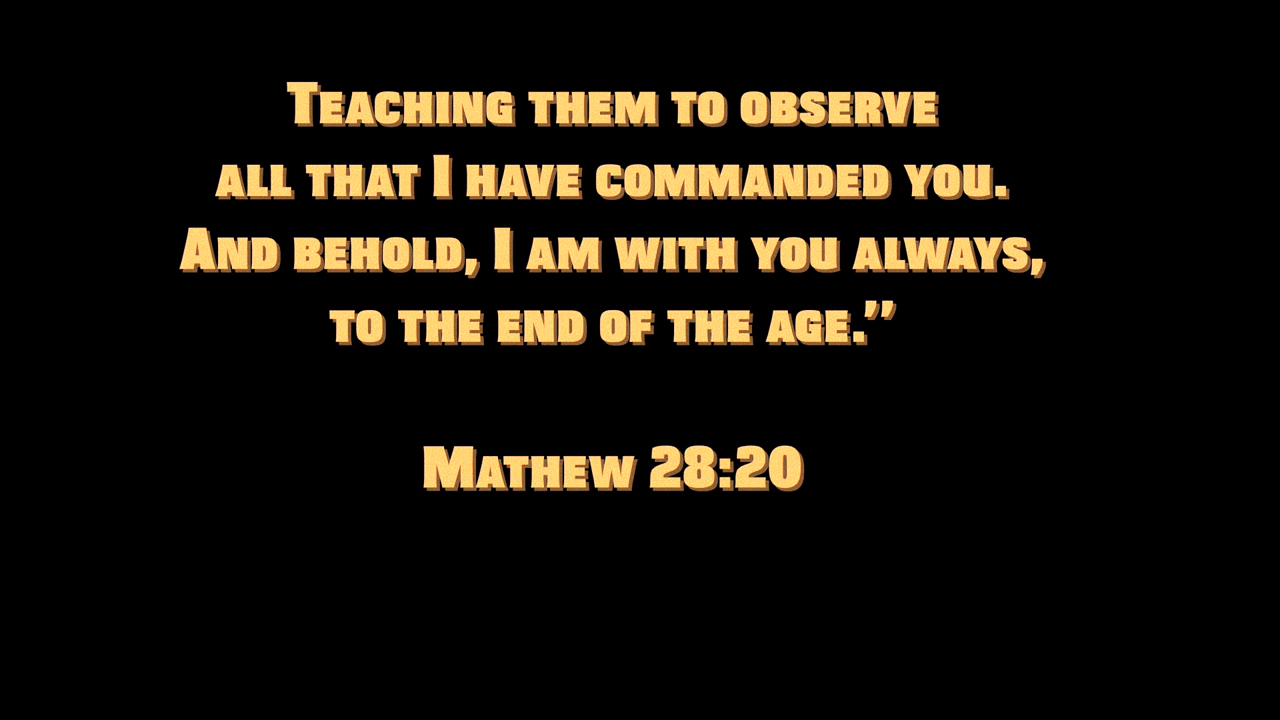 Teaching them to observe
all that I have commanded you.
And behold, I am with you always,
to the end of the age.”
Mathew 28:20